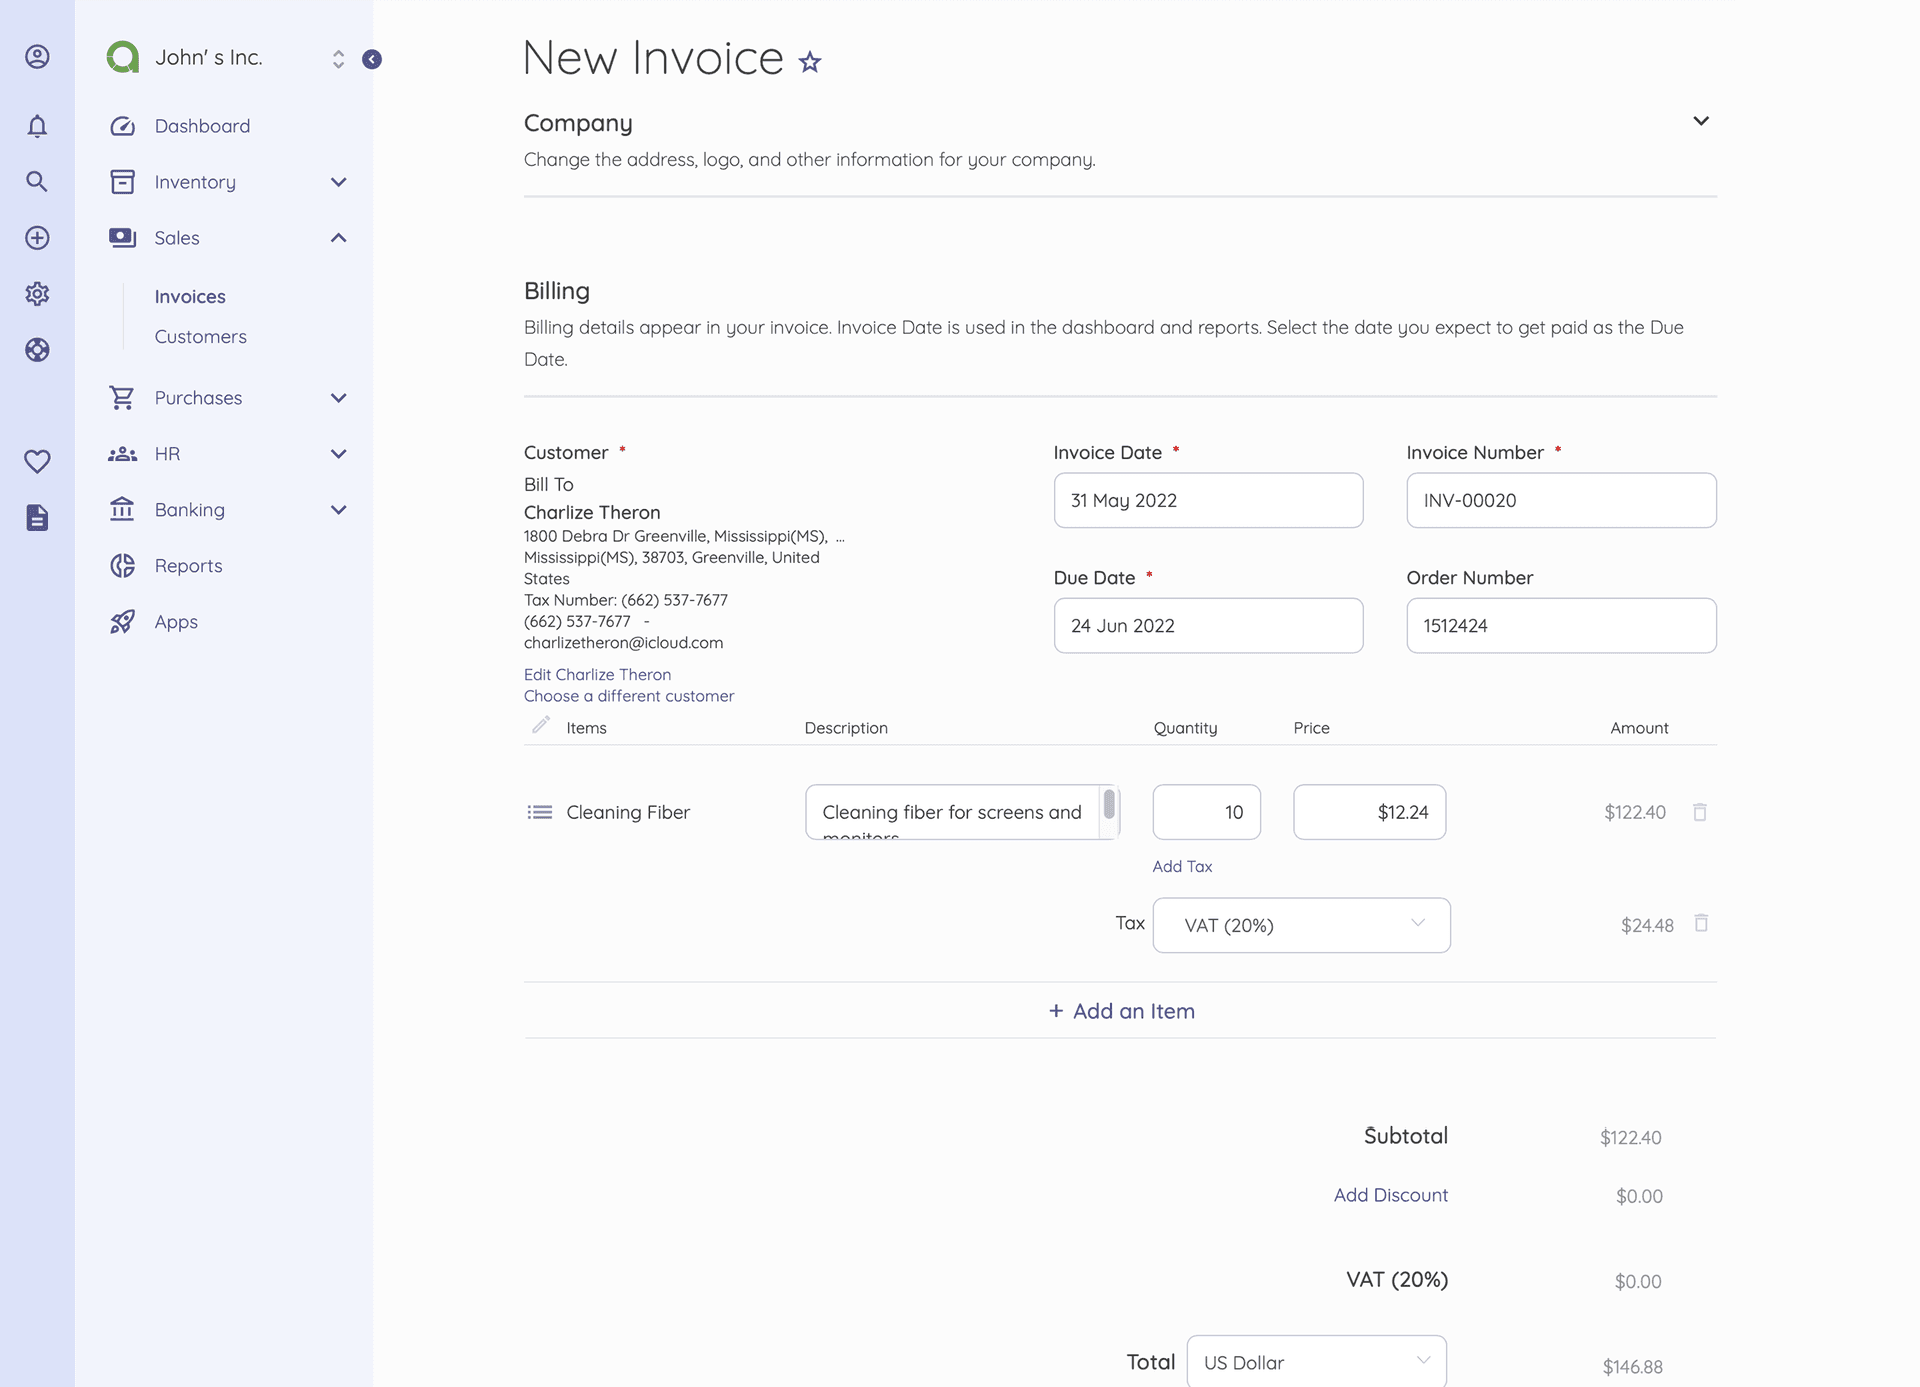 John' s Inc.
Dashboard
Inventory
Sales
Invoices
Customers
Purchases
HR
Banking
Reports
Apps
New Invoice
Company
Change the address, logo, and other information for your company.
Billing
Billing details appear in your invoice. Invoice Date is used in the dashboard and reports. Select the date you expect to get paid as the Due
Date.
Customer *
Bill To
Charlize Theron
1800 Debra Dr Greenville, Mississippi(MS), ...
Mississippi(MS), 38703, Greenville, United
States
Tax Number: (662) 537-7677
(662) 537-7677 -
charlizetheron@icloud.com
Edit Charlize Theron
Choose a different customer
Invoice Date *
31 May 2022
Invoice Number *
INV-00020
Due Date *
24 Jun 2022
Order Number
1512424
Items Description Quantity Price Amount
Cleaning Fiber Cleaning fiber for screens and 10 $12.24 $122.40
monitors
Add Tax
Tax VAT (20%) $24.48
+ Add an Item
Subtotal $122.40
Add Discount $0.00
VAT (20%) $0.00
Total US Dollar $146.88